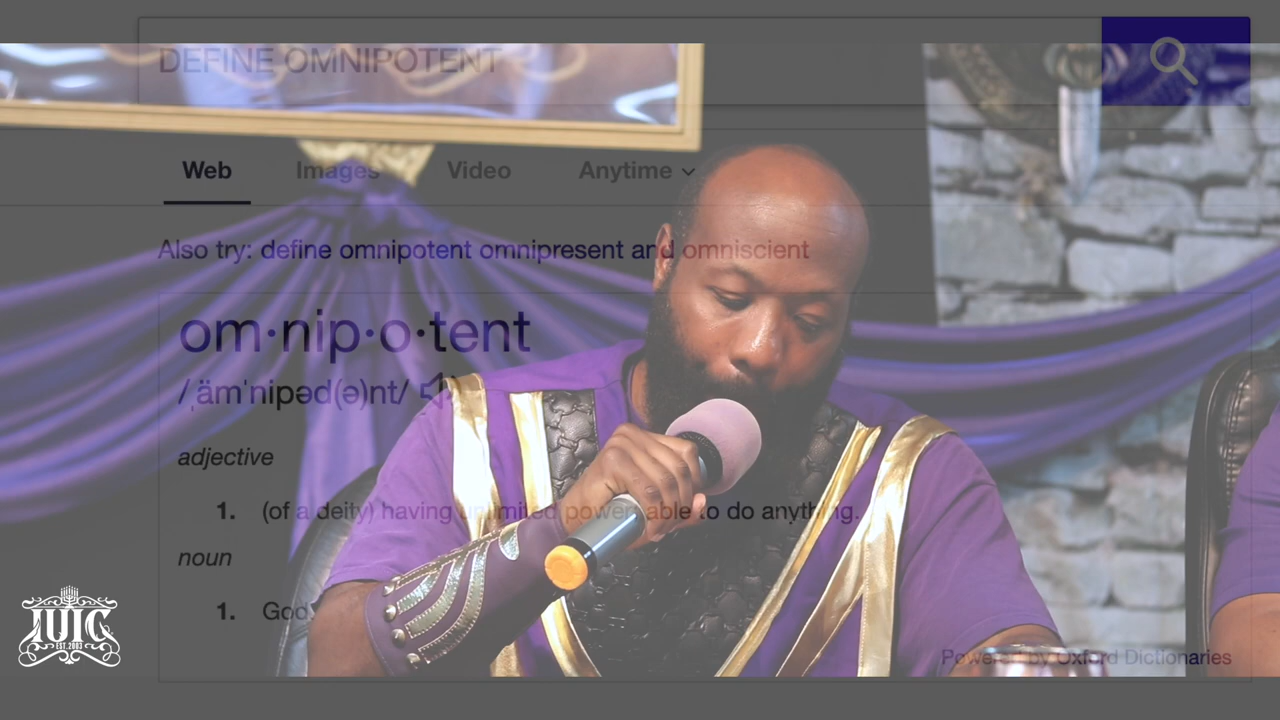 DEFINE OMNIPOTENT
Web Images Video Anytime
Also try: define omnipotent omnipresent and omniscient
om·nip·o·tent
/ˌämˈnipəd(ə)nt/
adjective
1. (of a deity) having unlimited power; able to do anything.
noun
1. God
IUIC
EST. 2003
Powered by Oxford Dictionaries